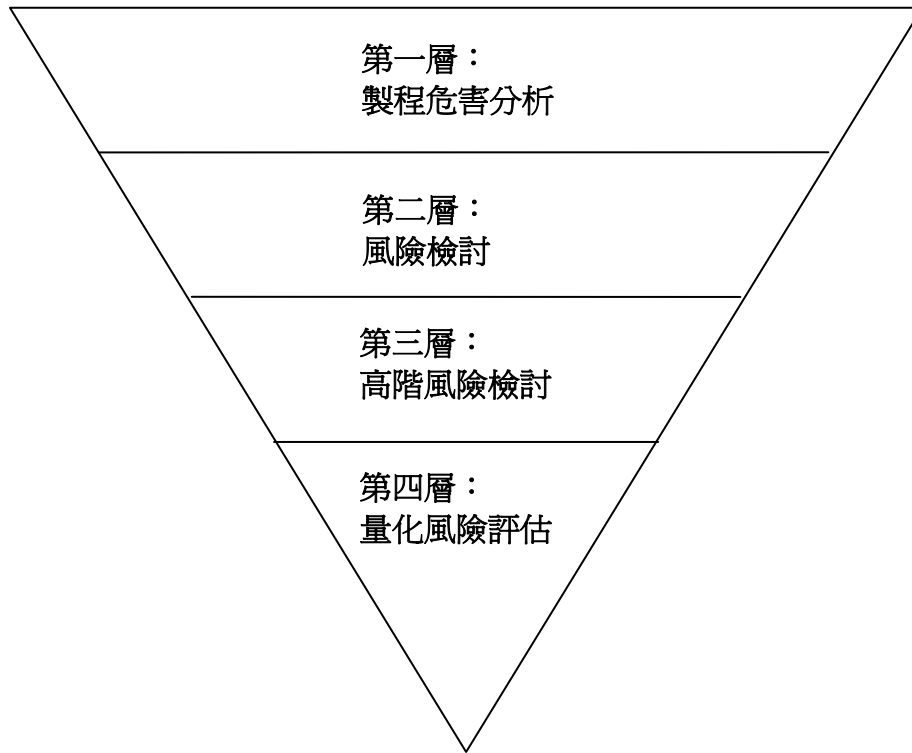 第一層：
製程危害分析
第二層：
風險檢討
第三層：
高階風險檢討
第四層：
量化風險評估